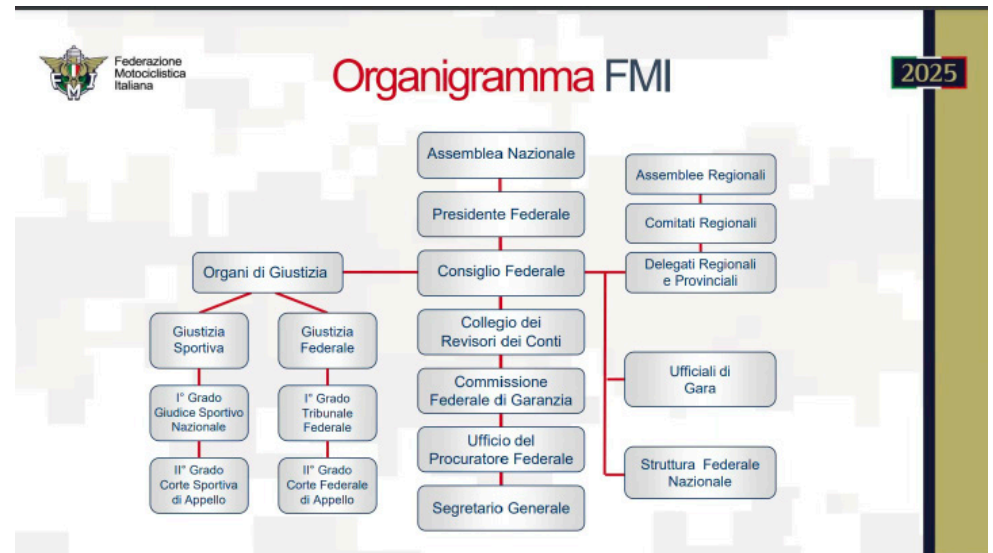 Federazione
Motociclistica
Italiana
FMI
Organigramma FMI
2025
Assemblea Nazionale
Presidente Federale
Consiglio Federale
Collegio dei
Revisori dei Conti
Commissione
Federale di Garanzia
Ufficio del
Procuratore Federale
Segretario Generale
Organi di Giustizia
Giustizia
Sportiva
I° Grado
Giudice Sportivo
Nazionale
II° Grado
Corte Sportiva
di Appello
Giustizia
Federale
I° Grado
Tribunale
Federale
II° Grado
Corte Federale
di Appello
Assemblee Regionali
Comitati Regionali
Delegati Regionali
e Provinciali
Ufficiali di
Gara
Struttura Federale
Nazionale